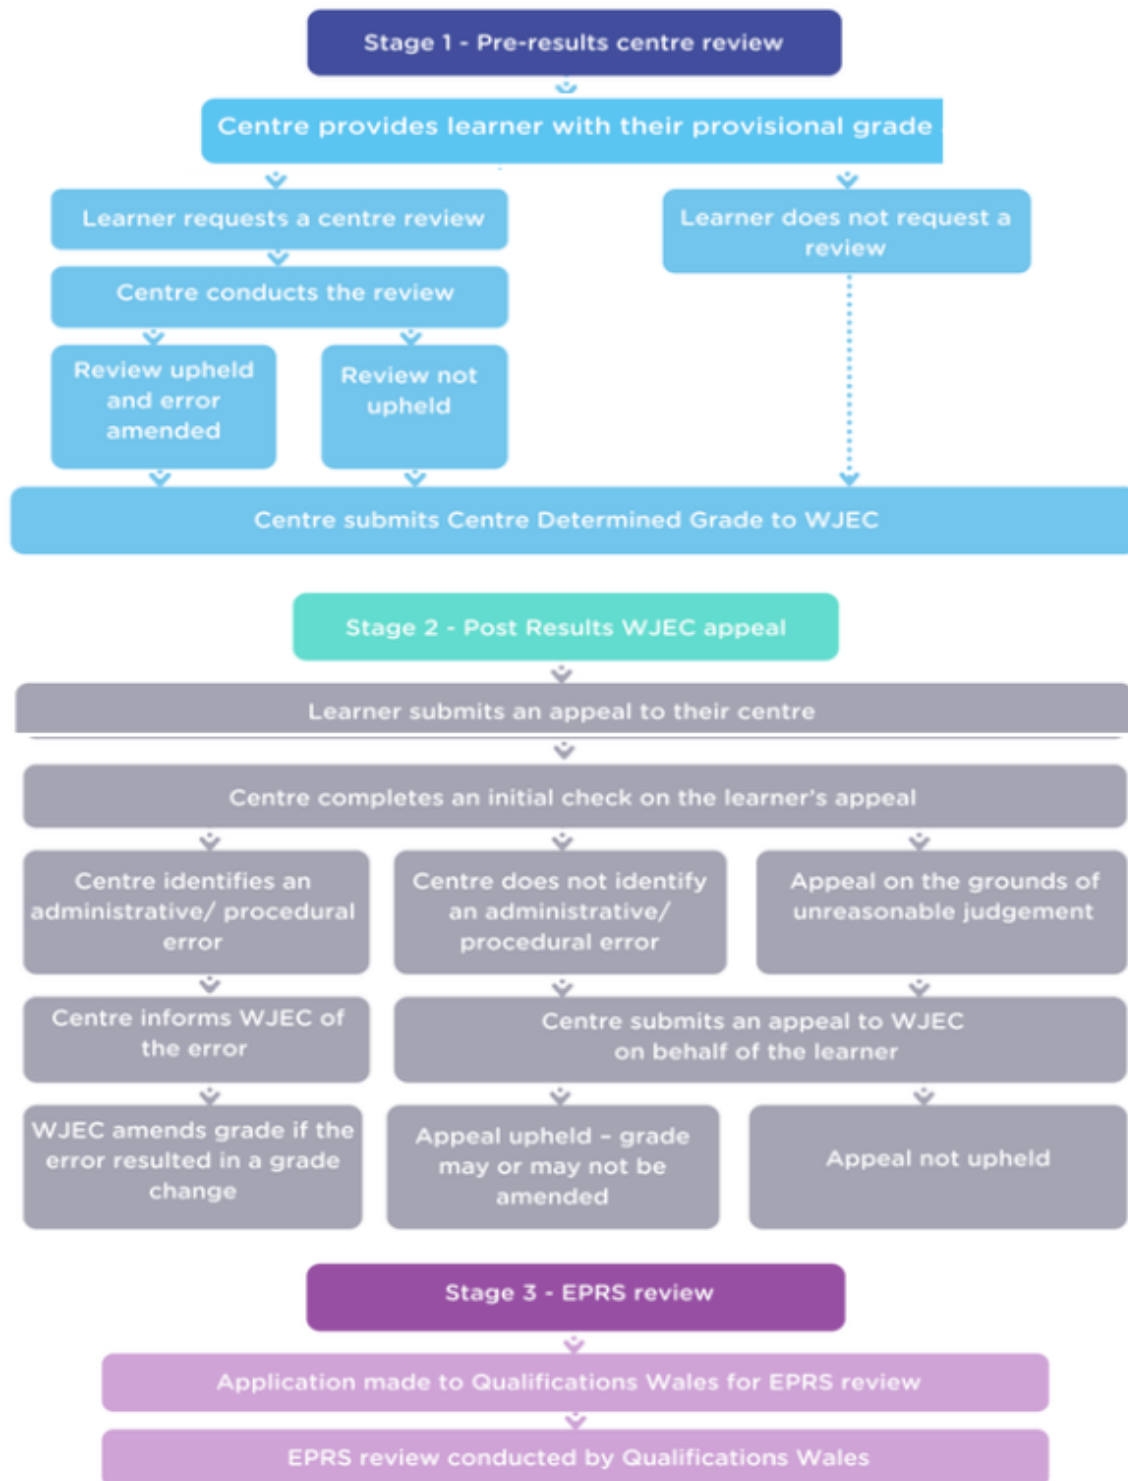 Stage 1 - Pre-results centre review
Centre provides learner with their provisional grade
Learner requests a centre review
Learner does not request a
review
Centre conducts the review
Review upheld
and error
amended
Review not
upheld
Centre submits Centre Determined Grade to WJEC
Stage 2 - Post Results WJEC appeal
Learner submits an appeal to their centre
Centre completes an initial check on the learner's appeal
Centre identifies an
administrative/ procedural
error
Centre does not identify
an administrative/
procedural error
Appeal on the grounds of
unreasonable judgement
Centre informs WJEC of
the error
Centre submits an appeal to WJEC
on behalf of the learner
WJEC amends grade if the
error resulted in a grade
change
Appeal upheld – grade
may or may not be
amended
Appeal not upheld
Stage 3 - EPRS review
Application made to Qualifications Wales for EPRS review
EPRS review conducted by Qualifications Wales